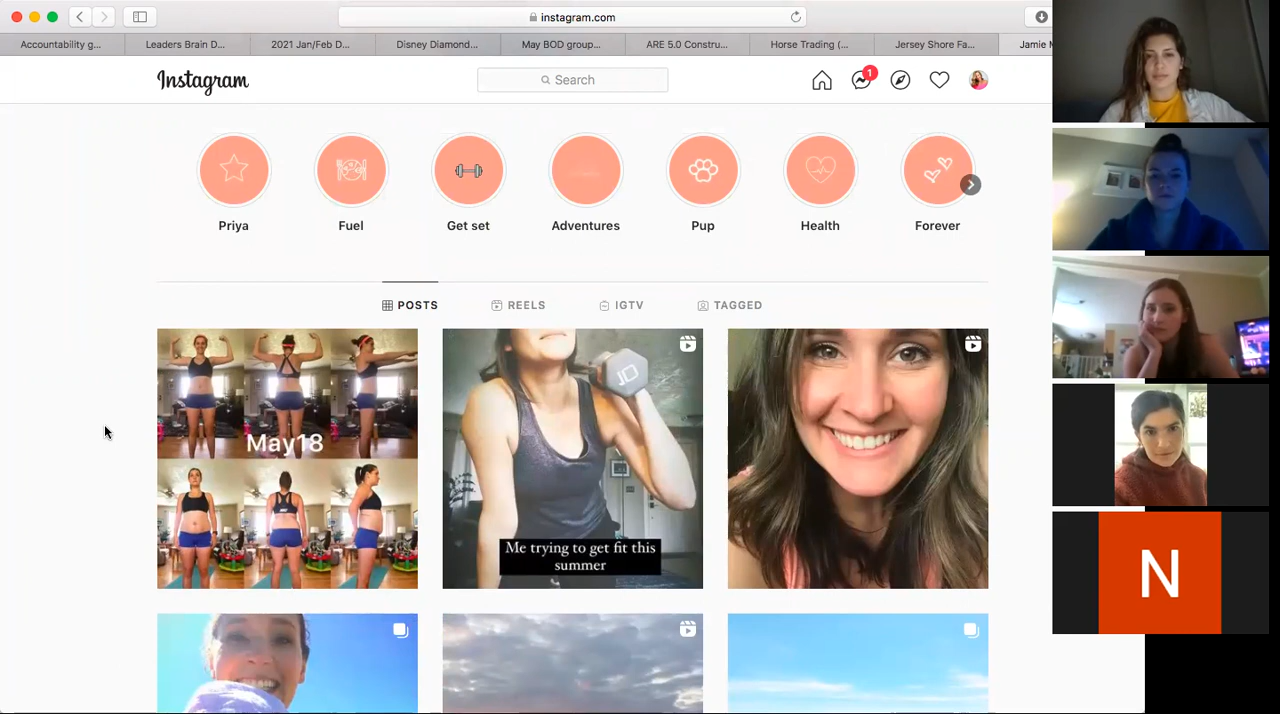 instagram.com
Accountability g...
Leaders Brain D...
2021 Jan/Feb D...
Disney Diamond...
May BOD group...
ARE 5.0 Constru...
Horse Trading (...
Jersey Shore Fa...
Jamie M
Instagram
Search
1
Priya
Fuel
Get set
Adventures
Pup
Health
Forever
POSTS
REELS
IGTV
TAGGED
May18
Me trying to get fit this
summer
N